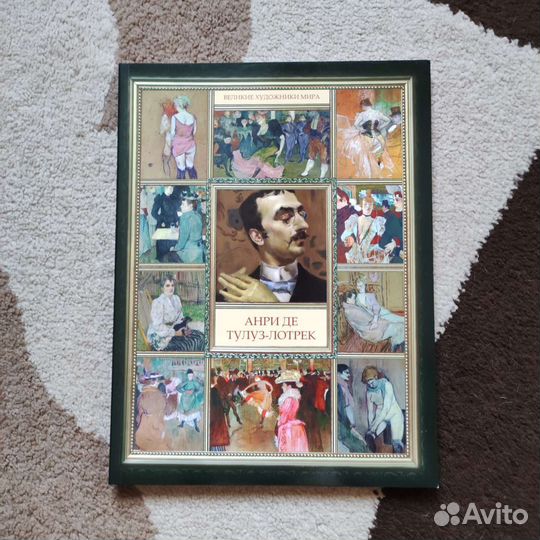 ВЕЛИКИЕ ХУДОЖНИКИ МИРА
АНРИ ДЕ
ТУЛУЗ-ЛОТРЕК
Avito